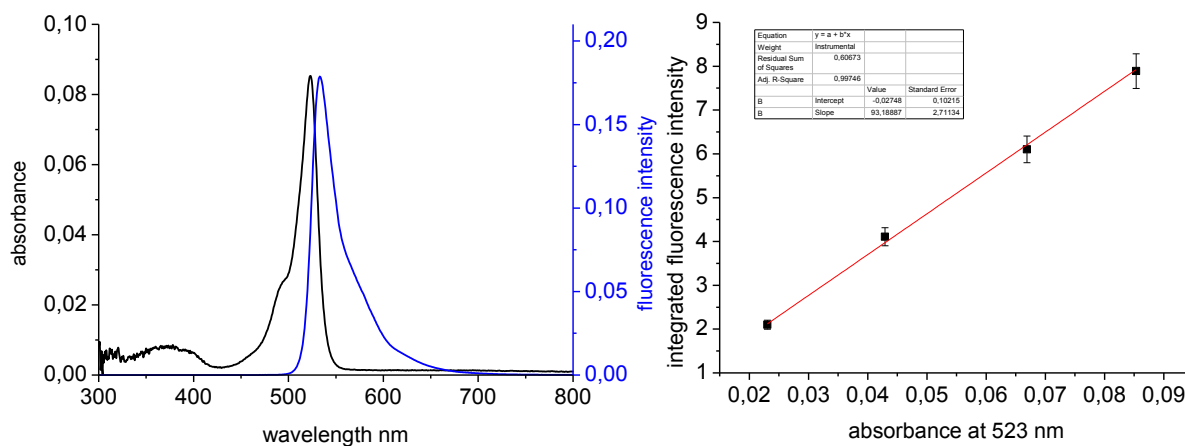 0,10
0,08
0,06
0,04
0,02
0,00
absorbance
300 400 500 600 700 800
wavelength nm
0,20
0,15
0,10
0,05
0,00
fluorescence intensity
9
8
7
6
5
4
3
2
1
integrated fluorescence intensity
Equation y = a + b*x
Weight Instrumental
Residual Sum of Squares 0,60673
Adj. R-Square 0,99746
Value Standard Error
B Intercept -0,02748 0,10215
B Slope 93,18887 2,71134
0,02 0,03 0,04 0,05 0,06 0,07 0,08 0,09
absorbance at 523 nm